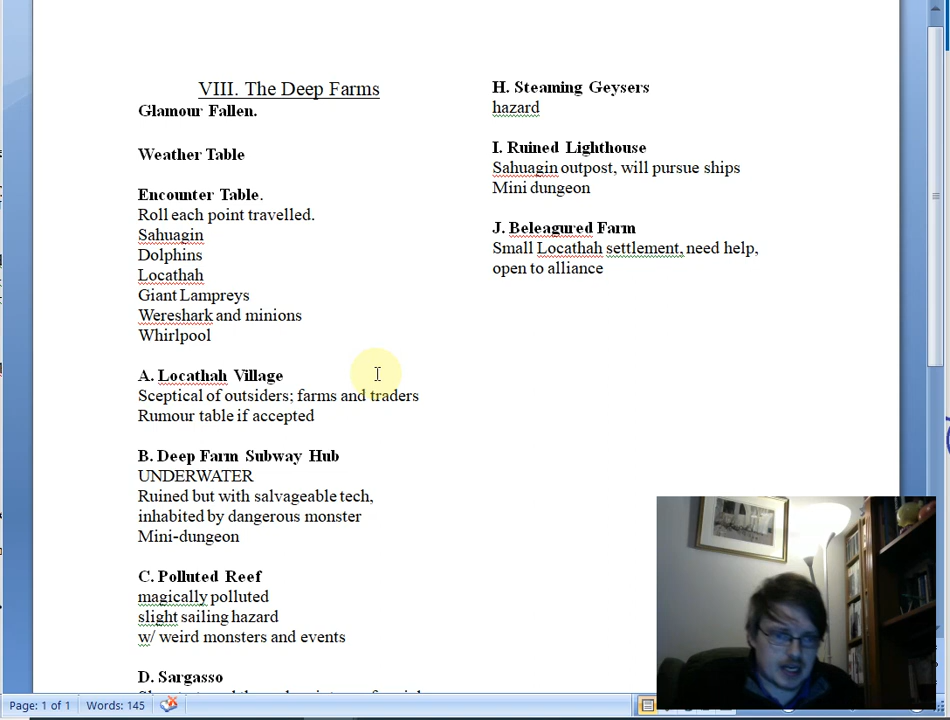 VIII. The Deep Farms
Glamour Fallen.
Weather Table
Encounter Table.
Roll each point travelled.
Sahuagin
Dolphins
Locathah
Giant Lampreys
Wereshark and minions
Whirlpool
A. Locathah Village
Sceptical of outsiders; farms and traders
Rumour table if accepted
B. Deep Farm Subway Hub
UNDERWATER
Ruined but with salvageable tech,
inhabited by dangerous monster
Mini-dungeon
C. Polluted Reef
magically polluted
slight sailing hazard
w/ weird monsters and events
D. Sargasso
H. Steaming Geysers
hazard
I. Ruined Lighthouse
Sahuagin outpost, will pursue ships
Mini dungeon
J. Beleagured Farm
Small Locathah settlement, need help,
open to alliance
Page: 1 of 1 Words: 145